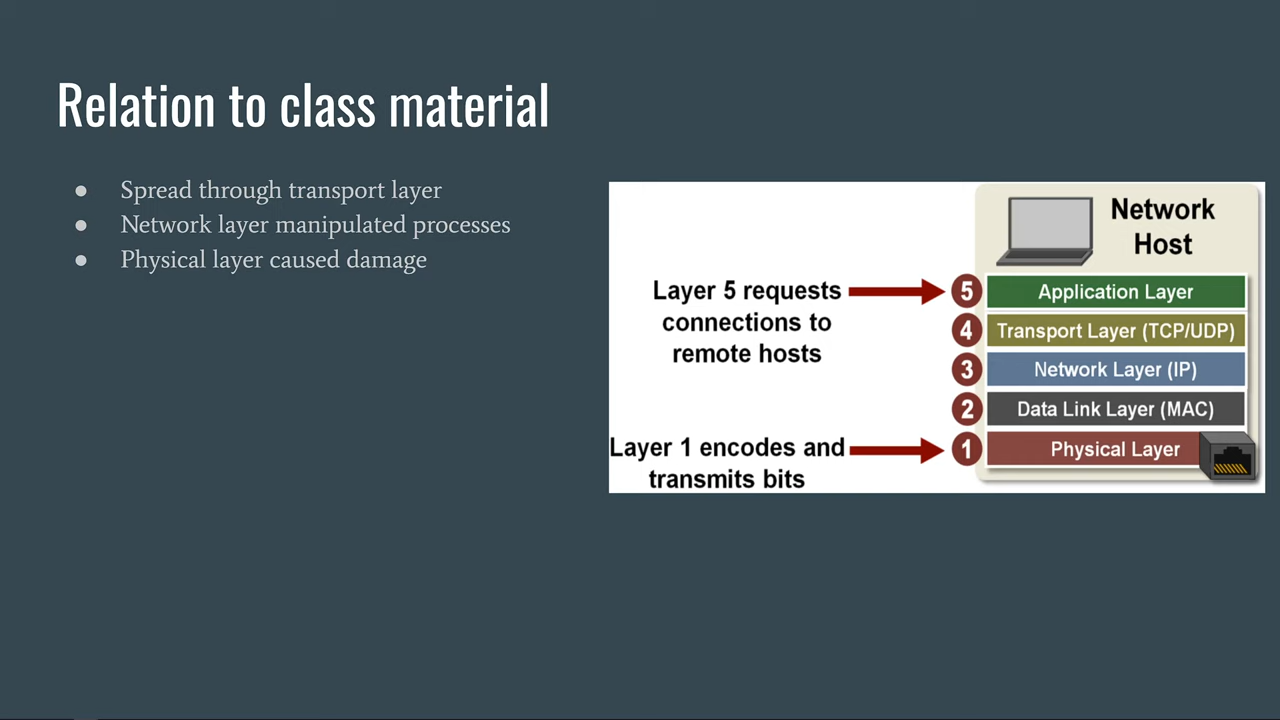 Relation to class material
● Spread through transport layer
● Network layer manipulated processes
● Physical layer caused damage
Network
Host
Layer 5 requests
connections to
remote hosts
5 Application Layer
4 Transport Layer (TCP/UDP)
3 Network Layer (IP)
2 Data Link Layer (MAC)
Layer 1 encodes and
transmits bits
1 Physical Layer